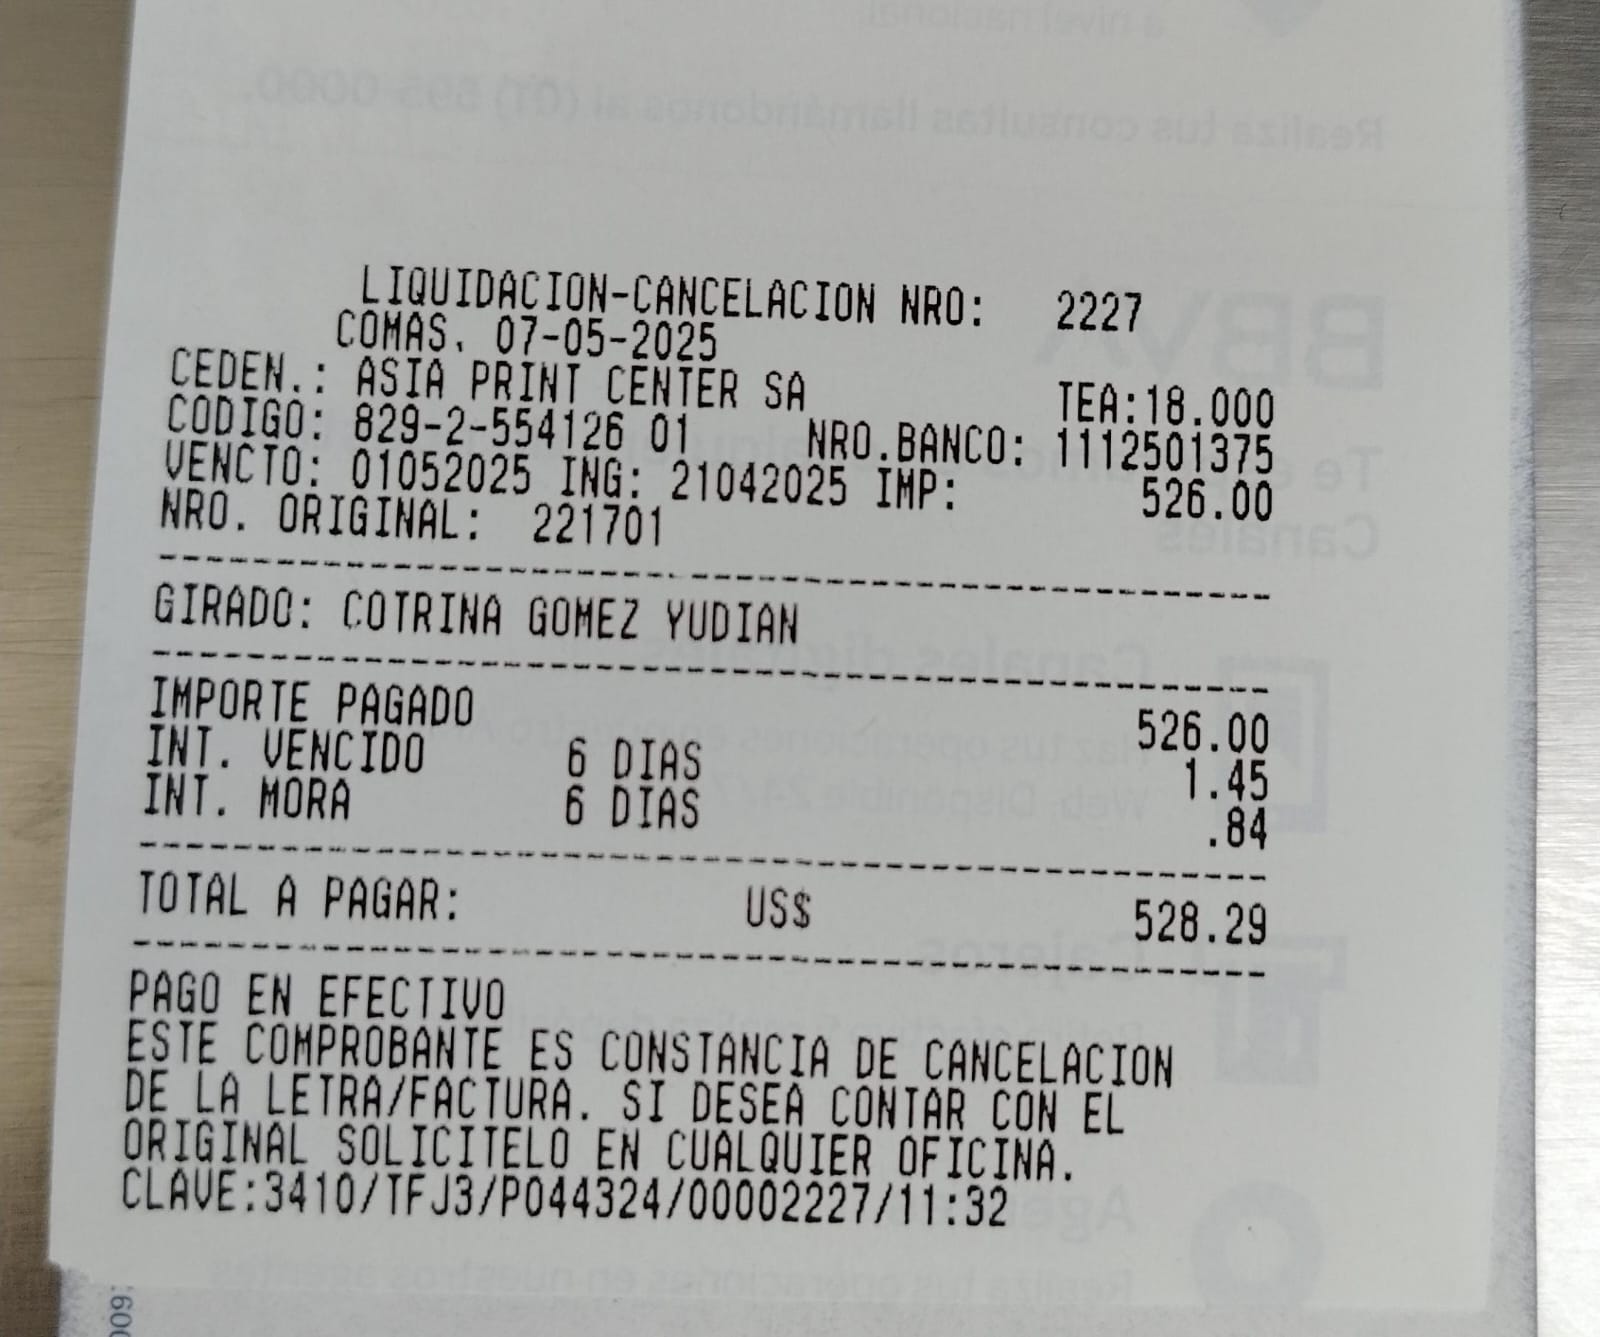 LIQUIDACION-CANCELACION NRO: 2227
COMAS, 07-05-2025
CEDEN.: ASIA PRINT CENTER SA TEA:18.000
CODIGO: 829-2-554126 01 NRO.BANCO: 1112501375
VENCTO: 01052025 ING: 21042025 IMP: 526.00
NRO. ORIGINAL: 221701
GIRADO: COTRINA GOMEZ YUDIAN
IMPORTE PAGADO 526.00
INT. VENCIDO 6 DIAS 1.45
INT. MORA 6 DIAS .84
TOTAL A PAGAR: US$ 528.29
PAGO EN EFECTIVO
ESTE COMPROBANTE ES CONSTANCIA DE CANCELACION
DE LA LETRA/FACTURA. SI DESEA CONTAR CON EL
ORIGINAL SOLICITELO EN CUALQUIER OFICINA.
CLAVE:3410/TFJ3/P044324/00002227/11:32